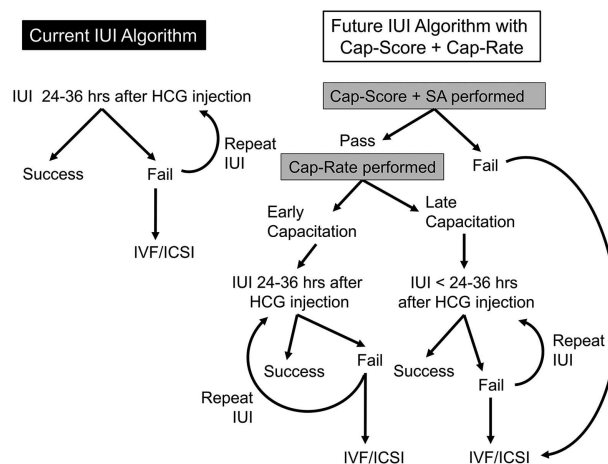 Current IUI Algorithm
IUI 24-36 hrs after HCG injection
Repeat
IUI
Success
Fail
IVF/ICSI
Future IUI Algorithm with
Cap-Score + Cap-Rate
Cap-Score + SA performed
Pass
Fail
Cap-Rate performed
Early
Capacitation
Late
Capacitation
IUI 24-36 hrs after
HCG injection
IUI < 24-36 hrs
after HCG injection
Success
Fail
Repeat
IUI
IVF/ICSI
Success
Fail
Repeat
IUI
IVF/ICSI